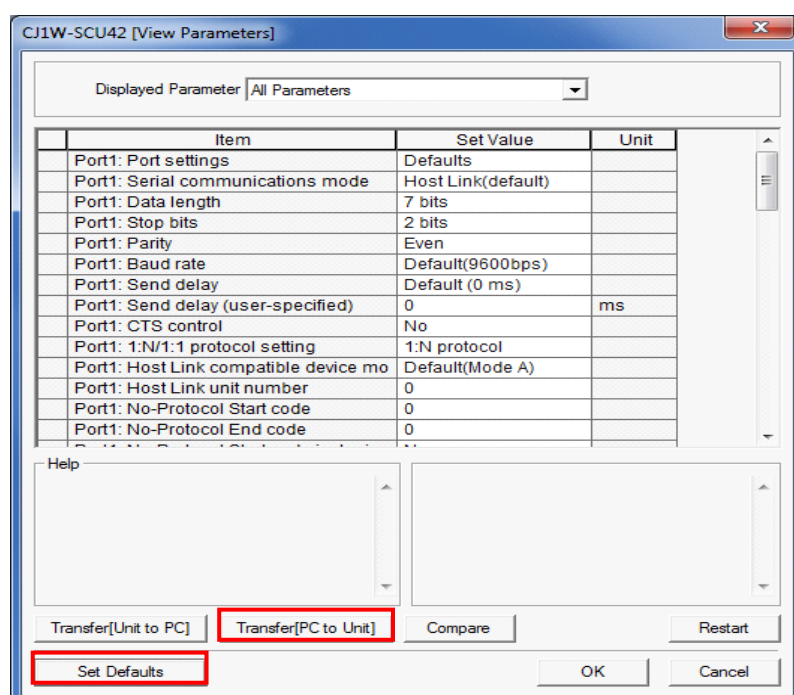 CJ1W-SCU42 [View Parameters]
Displayed Parameter All Parameters
Item Set Value Unit
Port1: Port settings Defaults
Port1: Serial communications mode Host Link(default)
Port1: Data length 7 bits
Port1: Stop bits 2 bits
Port1: Parity Even
Port1: Baud rate Default(9600bps)
Port1: Send delay Default (0 ms)
Port1: Send delay (user-specified) 0 ms
Port1: CTS control No
Port1: 1:N/1:1 protocol setting 1:N protocol
Port1: Host Link compatible device mo Default(Mode A)
Port1: Host Link unit number 0
Port1: No-Protocol Start code 0
Port1: No-Protocol End code 0
Help
Transfer[Unit to PC] Transfer[PC to Unit] Compare Restart
Set Defaults OK Cancel